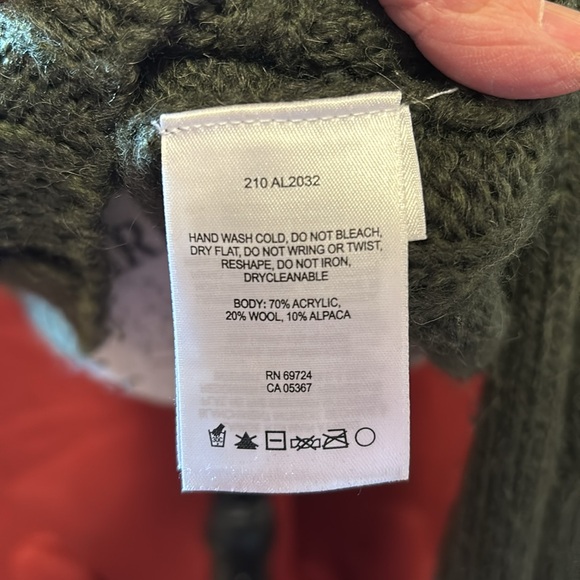 210 AL2032
HAND WASH COLD, DO NOT BLEACH,
DRY FLAT, DO NOT WRING OR TWIST,
RESHAPE, DO NOT IRON,
DRYCLEANABLE
BODY: 70% ACRYLIC,
20% WOOL, 10% ALPACA
RN 69724
CA 05367